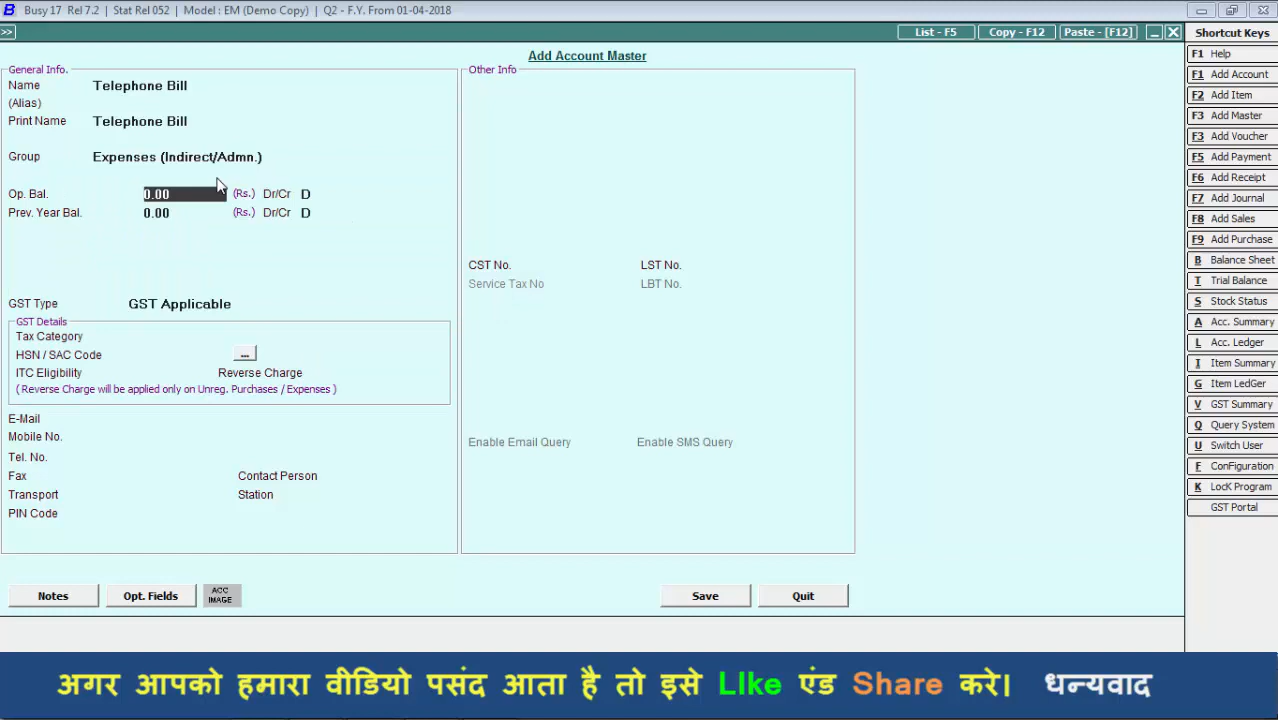 Busy 17 Rel 7.2 | Stat Rel 052 | Model : EM (Demo Copy) | Q2 - F.Y. From 01-04-2018
>> List - F5 Copy - F12 Paste - [F12]
Add Account Master
General Info.
Name Telephone Bill
(Alias)
Print Name Telephone Bill
Group Expenses (Indirect/Admn.)
Op. Bal. 0.00 (Rs.) Dr/Cr D
Prev. Year Bal. 0.00 (Rs.) Dr/Cr D
GST Type GST Applicable
GST Details
Tax Category
HSN / SAC Code ...
ITC Eligibility Reverse Charge
( Reverse Charge will be applied only on Unreg. Purchases / Expenses )
E-Mail
Mobile No.
Tel. No.
Fax Contact Person
Transport Station
PIN Code
Other Info
CST No. LST No.
Service Tax No LBT No.
Enable Email Query Enable SMS Query
Notes Opt. Fields ACC IMAGE Save Quit
Shortcut Keys
F1 Help
F1 Add Account
F2 Add Item
F3 Add Master
F3 Add Voucher
F5 Add Payment
F6 Add Receipt
F7 Add Journal
F8 Add Sales
F9 Add Purchase
B Balance Sheet
T Trial Balance
S Stock Status
A Acc. Summary
L Acc. Ledger
I Item Summary
G Item LedGer
V GST Summary
Q Query System
U Switch User
F ConFiguration
K LocK Program
GST Portal
अगर आपको हमारा वीडियो पसंद आता है तो इसे LIke एंड Share करे। धन्यवाद